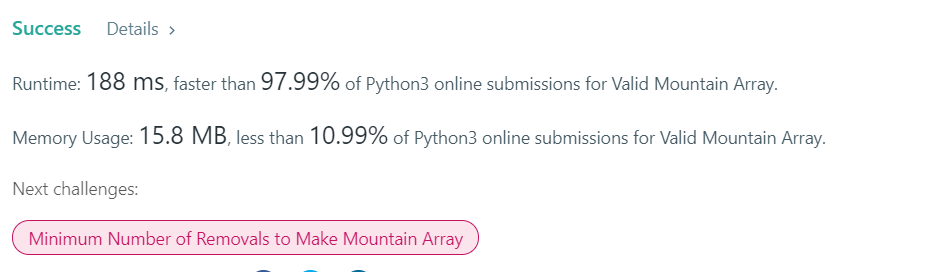 Success Details >
Runtime: 188 ms, faster than 97.99% of Python3 online submissions for Valid Mountain Array.
Memory Usage: 15.8 MB, less than 10.99% of Python3 online submissions for Valid Mountain Array.
Next challenges:
Minimum Number of Removals to Make Mountain Array